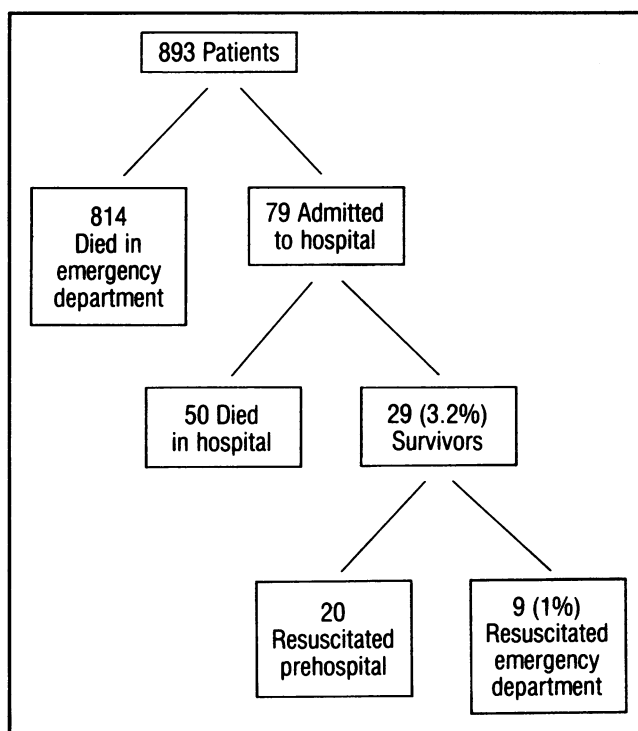 893 Patients
814
Died in
emergency
department
79 Admitted
to hospital
50 Died
in hospital
29 (3.2%)
Survivors
20
Resuscitated
prehospital
9 (1%)
Resuscitated
emergency
department